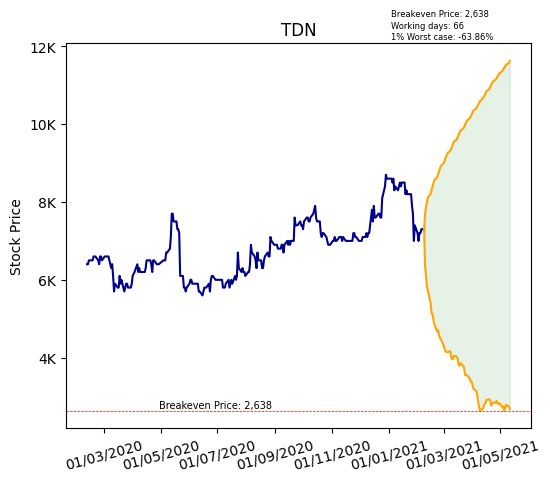 Breakeven Price: 2,638
Working days: 66
1% Worst case: -63.86%
TDN
12K
10K
8K
6K
4K
Stock Price
Breakeven Price: 2,638
01/03/2020 01/05/2020 01/07/2020 01/09/2020 01/11/2020 01/01/2021 01/03/2021 01/05/2021